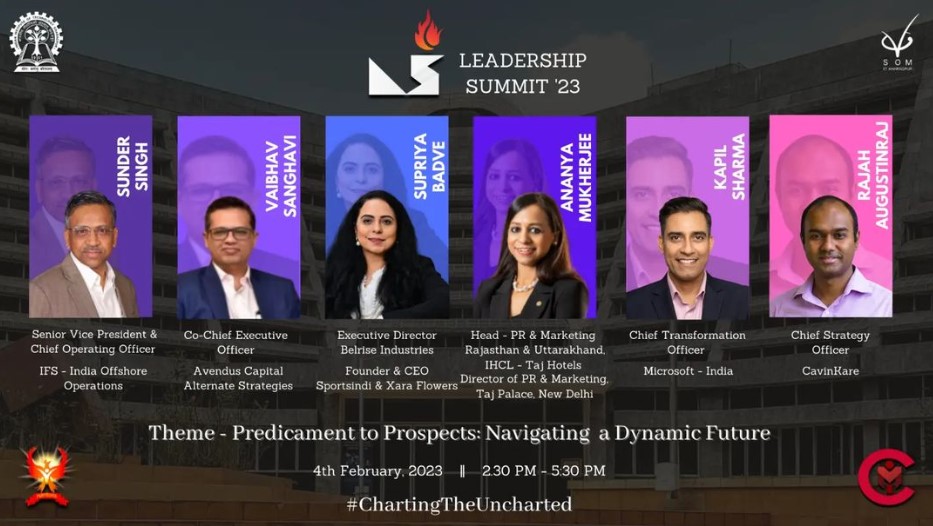 LEADERSHIP
SUMMIT '23
SOM
IIT KHARAGPUR
SUNDER
SINGH
VAIBHAV
SANGHAVI
SUPRIYA
BADVE
ANANYA
MUKHERJEE
KAPIL
SHARMA
RAJAH
AUGUSTINRAJ
Senior Vice President &
Chief Operating Officer
IFS - India Offshore
Operations
Co-Chief Executive
Officer
Avendus Capital
Alternate Strategies
Executive Director
Belrise Industries
Founder & CEO
Sportsindi & Xara Flowers
Head - PR & Marketing
Rajasthan & Uttarakhand,
IHCL - Taj Hotels
Director of PR & Marketing,
Taj Palace, New Delhi
Chief Transformation
Officer
Microsoft - India
Chief Strategy
Officer
CavinKare
Theme - Predicament to Prospects: Navigating a Dynamic Future
4th February, 2023 || 2.30 PM - 5:30 PM
#ChartingTheUncharted